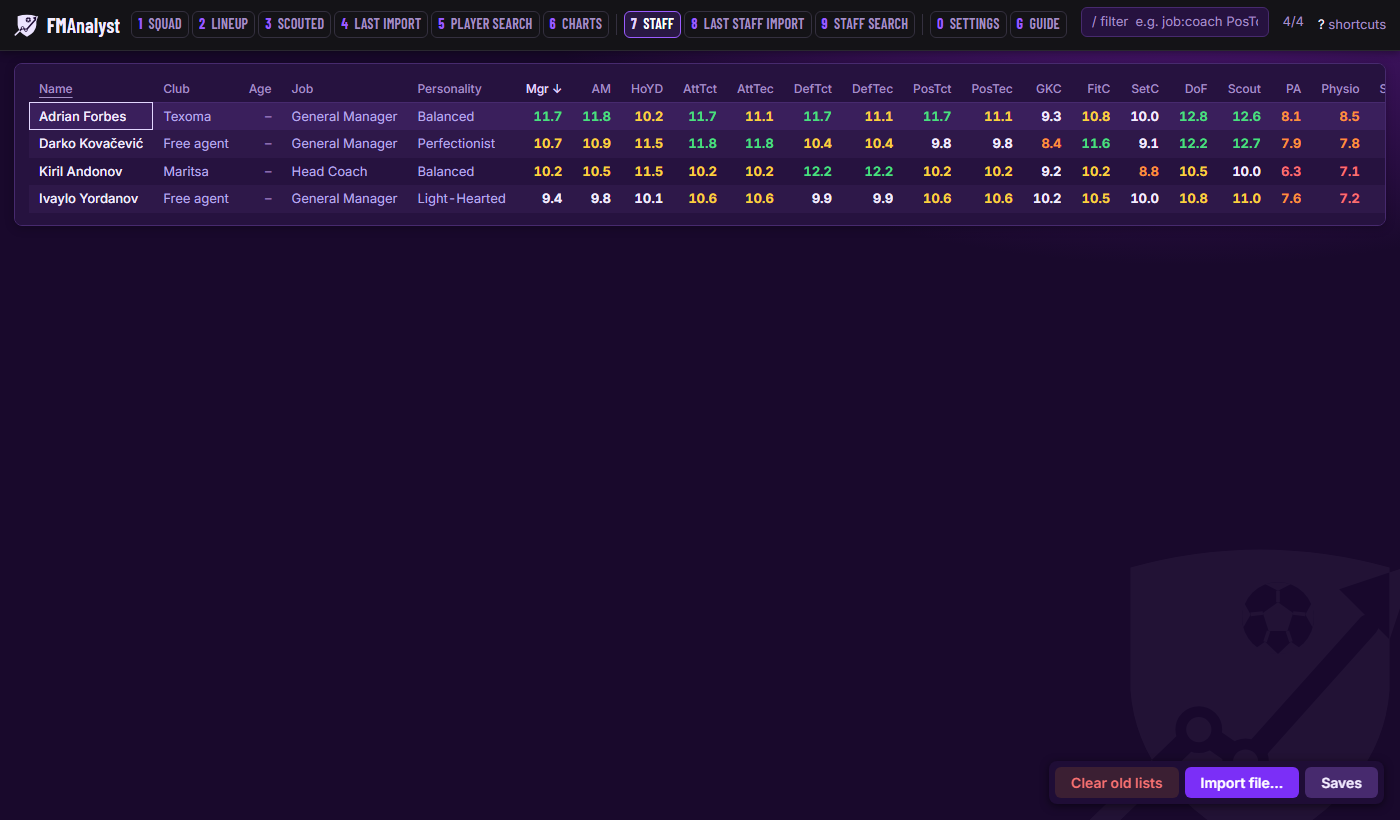 FMAnalyst 1 SQUAD 2 LINEUP 3 SCOUTED 4 LAST IMPORT 5 PLAYER SEARCH 6 CHARTS 7 STAFF 8 LAST STAFF IMPORT 9 STAFF SEARCH 0 SETTINGS G GUIDE / filter e.g. job:coach PosTc 4/4 ? shortcuts
Name Club Age Job Personality Mgr ↓ AM HoYD AttTct AttTec DefTct DefTec PosTct PosTec GKC FitC SetC DoF Scout PA Physio S
Adrian Forbes Texoma – General Manager Balanced 11.7 11.8 10.2 11.7 11.1 11.7 11.1 11.7 11.1 9.3 10.8 10.0 12.8 12.6 8.1 8.5
Darko Kovačević Free agent – General Manager Perfectionist 10.7 10.9 11.5 11.8 11.8 10.4 10.4 9.8 9.8 8.4 11.6 9.1 12.2 12.7 7.9 7.8
Kiril Andonov Maritsa – Head Coach Balanced 10.2 10.5 11.5 10.2 10.2 12.2 12.2 10.2 10.2 9.2 10.2 8.8 10.5 10.0 6.3 7.1
Ivaylo Yordanov Free agent – General Manager Light-Hearted 9.4 9.8 10.1 10.6 10.6 9.9 9.9 10.6 10.6 10.2 10.5 10.0 10.8 11.0 7.6 7.2
Clear old lists Import file... Saves